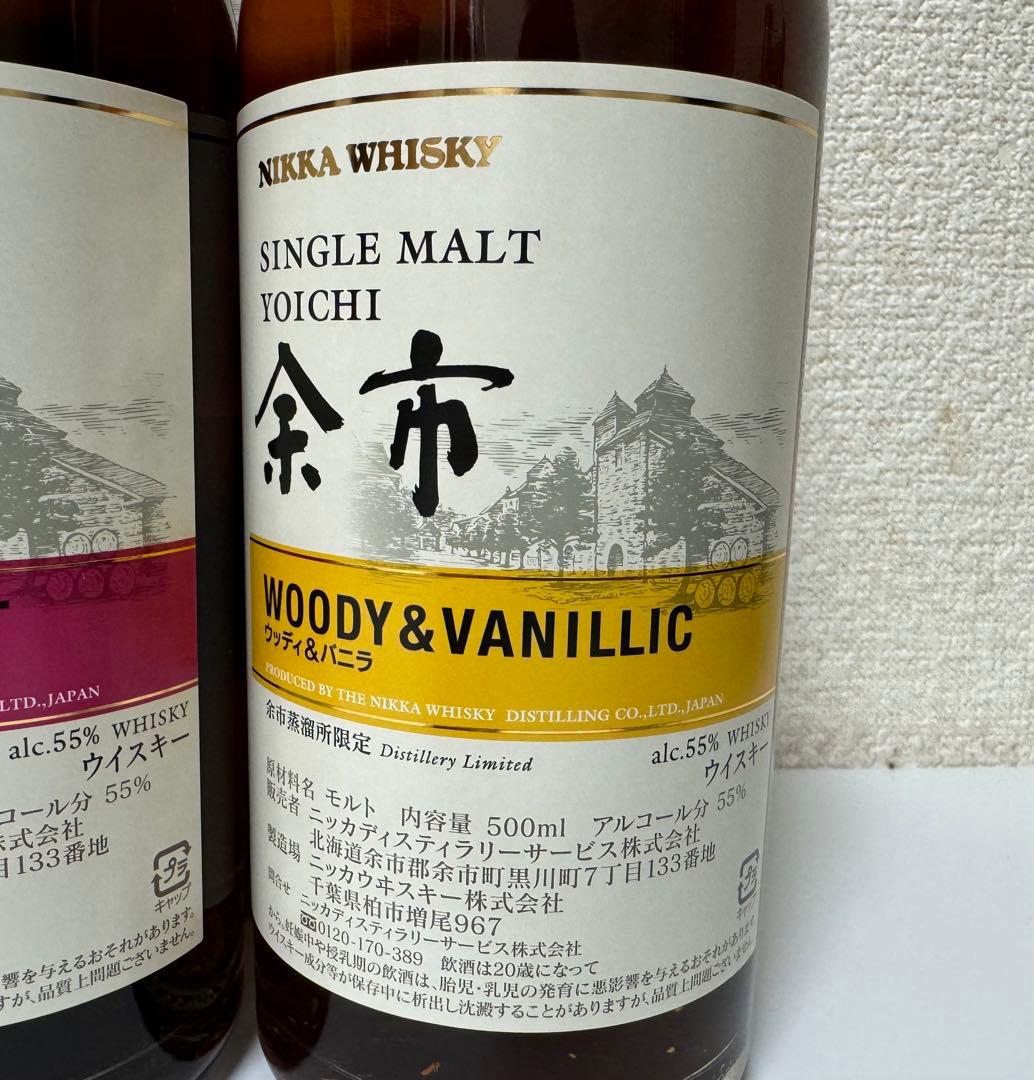 NIKKA WHISKY
SINGLE MALT
YOICHI
余市
WOODY&VANILLIC
ウッディ&バニラ
PRODUCED BY THE NIKKA WHISKY DISTILLING CO.,LTD.,JAPAN
余市蒸溜所限定 Distillery Limited
alc.55% WHISKY
ウイスキー
原材料名 モルト 内容量 500ml アルコール分 55%
販売者 ニッカディスティラリーサービス株式会社
北海道余市郡余市町黒川町7丁目133番地
製造場 ニッカウヰスキー株式会社
千葉県柏市増尾967
問合せ ニッカディスティラリーサービス株式会社
0120-170-389 飲酒は20歳になって
から。妊娠中や授乳期の飲酒は、胎児・乳児の発育に悪影響を与えるおそれがあります。
ウイスキー成分等が保存中に析出し沈澱することがありますが、品質上問題ございません。
プラ
キャップ
LTD.,JAPAN
alc.55% WHISKY
ウイスキー
コール分 55%
株式会社
目133番地
プラ
キャップ
響を与えるおそれがあります。
すが、品質上問題ございません。